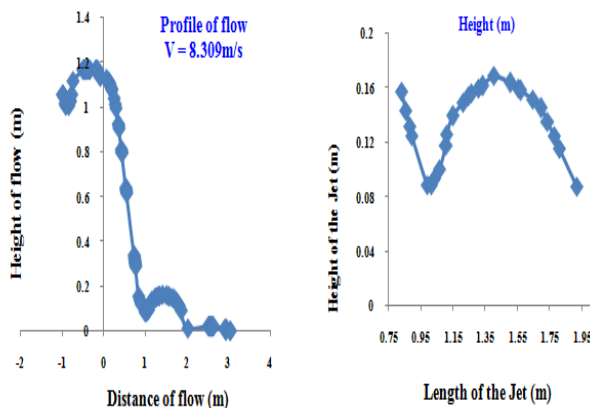 Profile of flow
V = 8.309m/s
Height of flow (m)
1.4
1.2
1
0.8
0.6
0.4
0.2
0
-2 -1 0 1 2 3 4
Distance of flow (m)
Height (m)
Height of the Jet (m)
0.2
0.16
0.12
0.08
0.04
0
0.75 0.95 1.15 1.35 1.55 1.75 1.95
Length of the Jet (m)